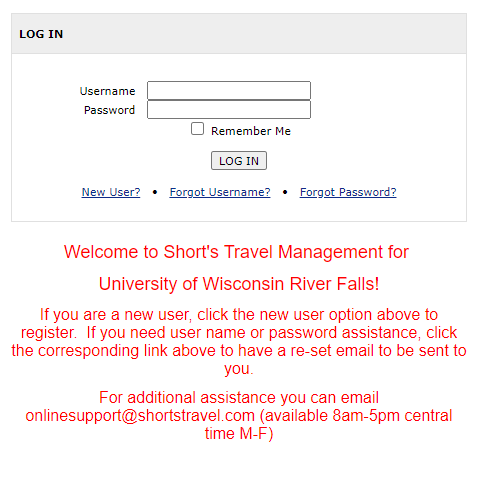 LOG IN
Username
Password
Remember Me
LOG IN
New User? • Forgot Username? • Forgot Password?
Welcome to Short's Travel Management for
University of Wisconsin River Falls!
If you are a new user, click the new user option above to
register.  If you need user name or password assistance, click
the corresponding link above to have a re-set email to be sent to
you.
For additional assistance you can email
onlinesupport@shortstravel.com (available 8am-5pm central
time M-F)